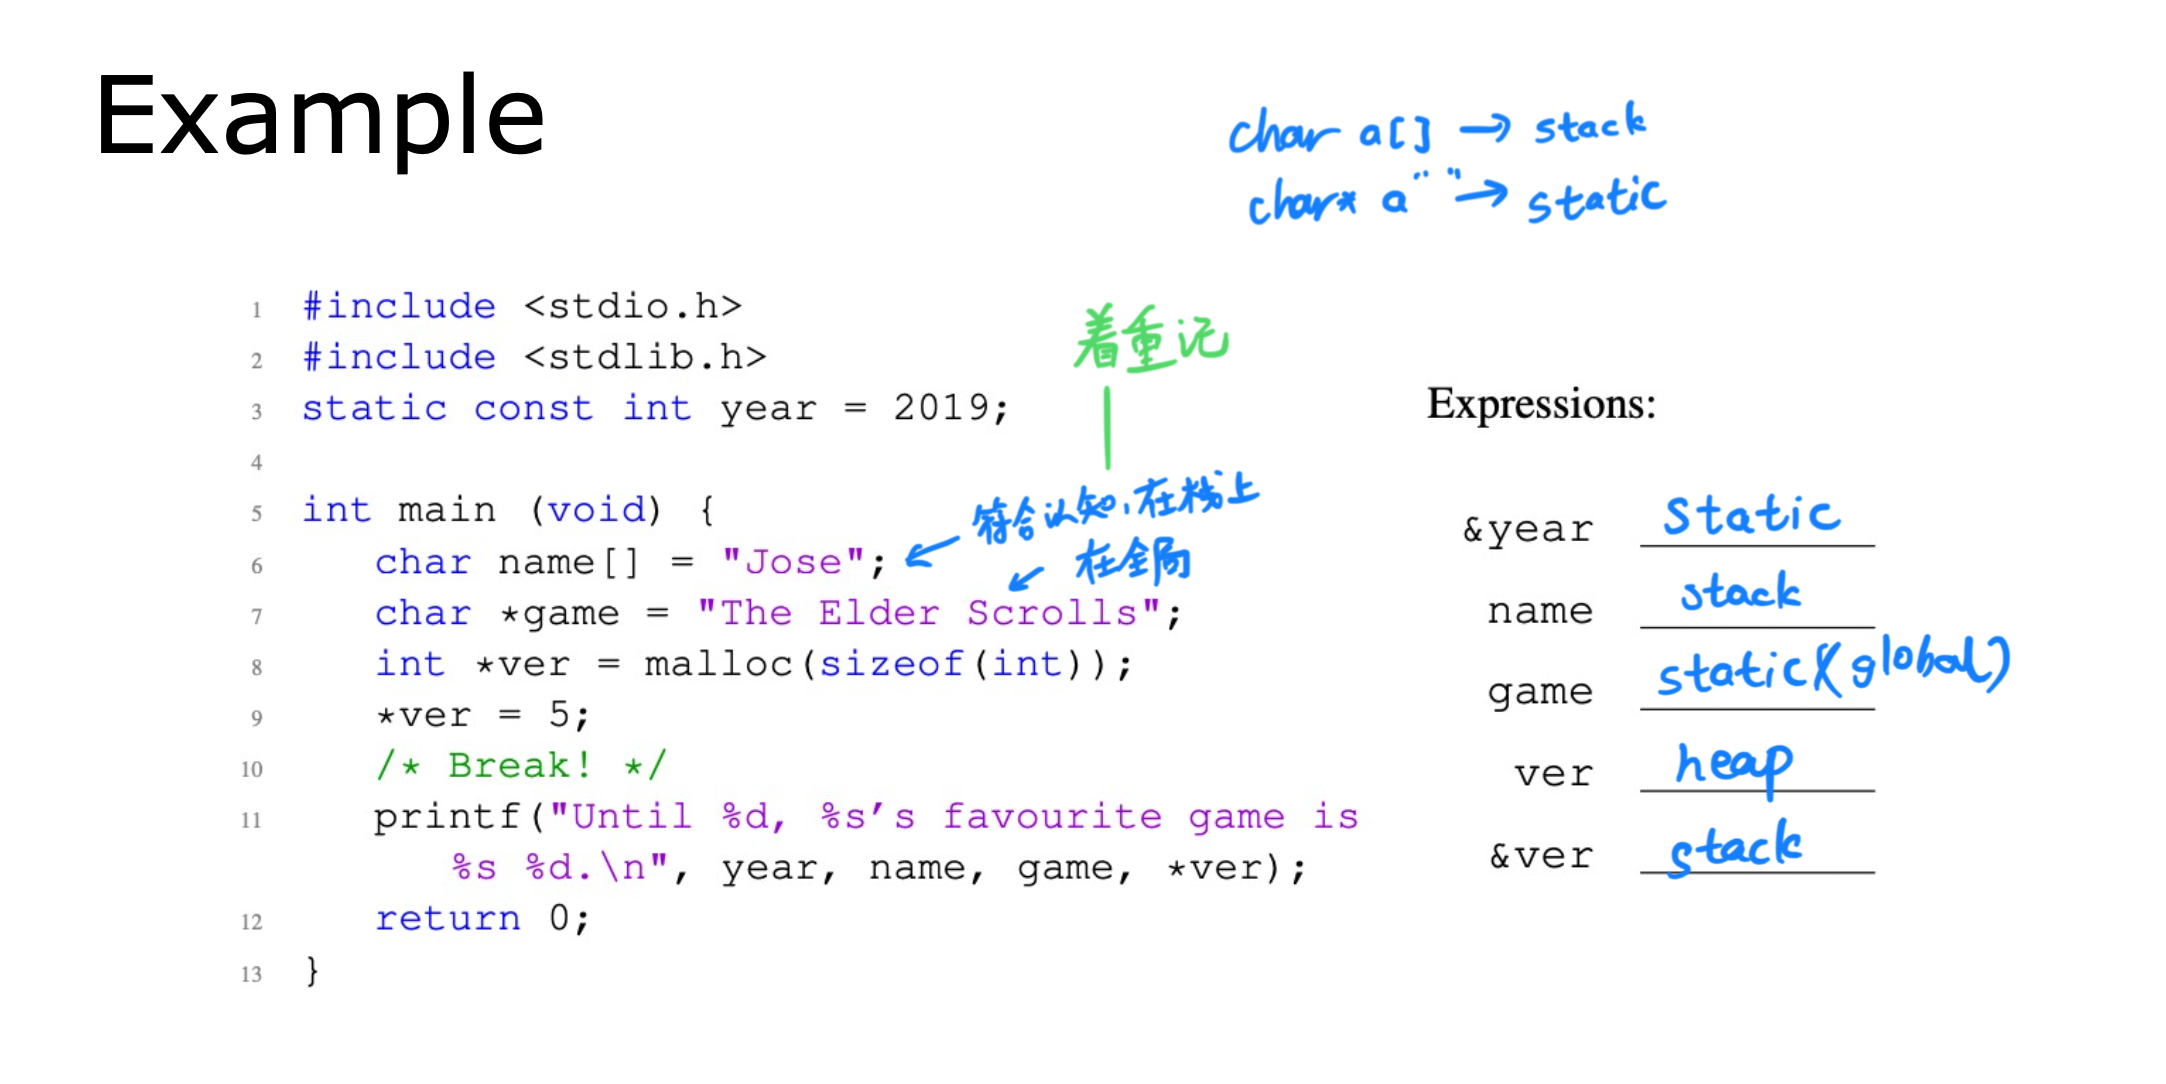 Example
char a[] → stack
char* a " " → static
1 #include <stdio.h>
2 #include <stdlib.h>
3 static const int year = 2019;
4
5 int main (void) {
6 char name[] = "Jose";
7 char *game = "The Elder Scrolls";
8 int *ver = malloc(sizeof(int));
9 *ver = 5;
10 /* Break! */
11 printf("Until %d, %s's favourite game is
%s %d.\n", year, name, game, *ver);
12 return 0;
13 }
着重记
符合认知,在栈上
在全局
Expressions:
&year static
name stack
game static (global)
ver heap
&ver stack